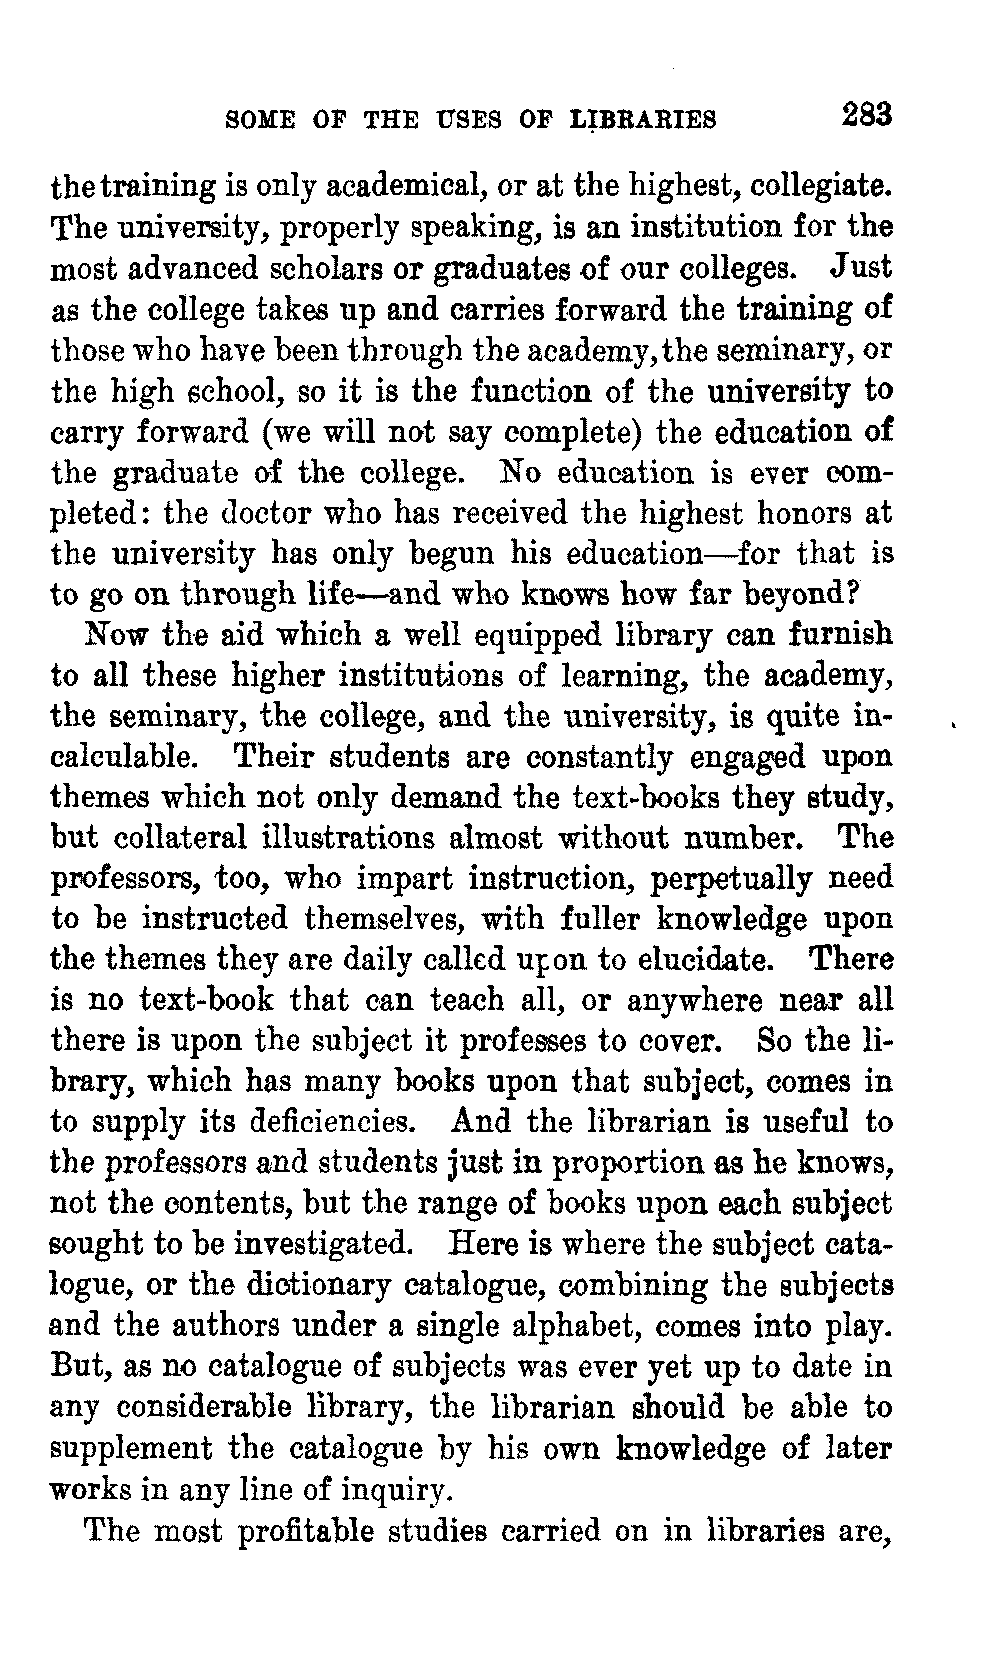 SOME OF THE USES OF LIBRARIES 283
the training is only academical, or at the highest, collegiate.
The university, properly speaking, is an institution for the
most advanced scholars or graduates of our colleges. Just
as the college takes up and carries forward the training of
those who have been through the academy, the seminary, or
the high school, so it is the function of the university to
carry forward (we will not say complete) the education of
the graduate of the college. No education is ever com-
pleted: the doctor who has received the highest honors at
the university has only begun his education—for that is
to go on through life—and who knows how far beyond?
Now the aid which a well equipped library can furnish
to all these higher institutions of learning, the academy,
the seminary, the college, and the university, is quite in-
calculable. Their students are constantly engaged upon
themes which not only demand the text-books they study,
but collateral illustrations almost without number. The
professors, too, who impart instruction, perpetually need
to be instructed themselves, with fuller knowledge upon
the themes they are daily called upon to elucidate. There
is no text-book that can teach all, or anywhere near all
there is upon the subject it professes to cover. So the li-
brary, which has many books upon that subject, comes in
to supply its deficiencies. And the librarian is useful to
the professors and students just in proportion as he knows,
not the contents, but the range of books upon each subject
sought to be investigated. Here is where the subject cata-
logue, or the dictionary catalogue, combining the subjects
and the authors under a single alphabet, comes into play.
But, as no catalogue of subjects was ever yet up to date in
any considerable library, the librarian should be able to
supplement the catalogue by his own knowledge of later
works in any line of inquiry.
The most profitable studies carried on in libraries are,